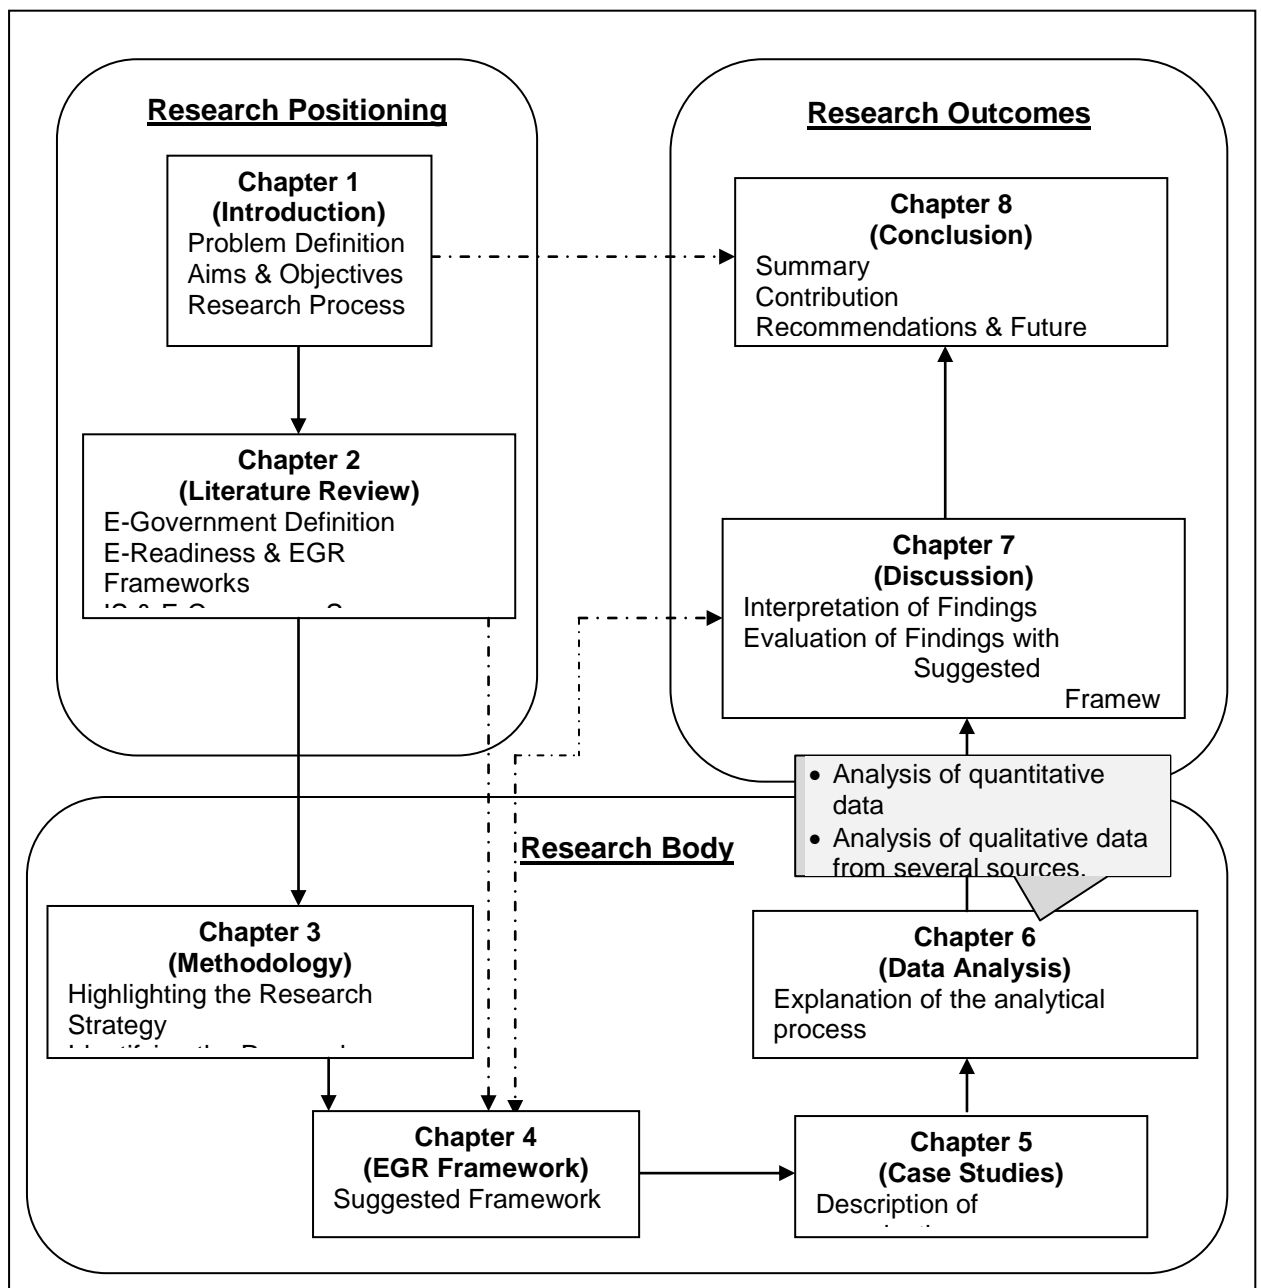 Research Positioning
Chapter 1
(Introduction)
Problem Definition
Aims & Objectives
Research Process
Chapter 2
(Literature Review)
E-Government Definition
E-Readiness & EGR
Frameworks
Research Outcomes
Chapter 8
(Conclusion)
Summary
Contribution
Recommendations & Future
Chapter 7
(Discussion)
Interpretation of Findings
Evaluation of Findings with
Suggested
Framew
• Analysis of quantitative
data
• Analysis of qualitative data
from several sources.
Research Body
Chapter 3
(Methodology)
Highlighting the Research
Strategy
Chapter 6
(Data Analysis)
Explanation of the analytical
process
Chapter 4
(EGR Framework)
Suggested Framework
Chapter 5
(Case Studies)
Description of